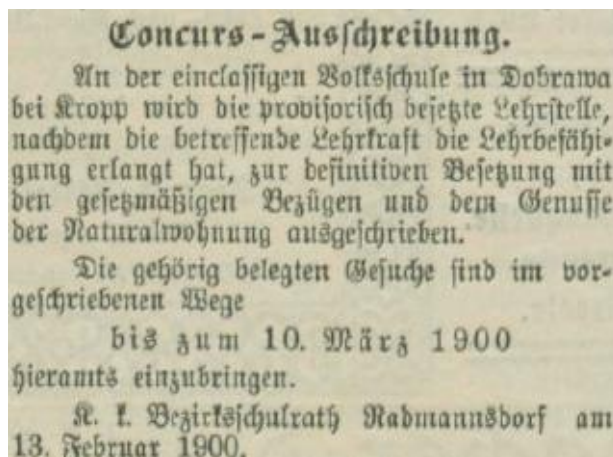 Concurs-Ausschreibung.
An der einclassigen Volksschule in Dobrawa
bei Kropp wird die provisorisch besetzte Lehrstelle,
nachdem die betreffende Lehrkraft die Lehrbefähi-
gung erlangt hat, zur definitiven Besetzung mit
den gesetzmäßigen Bezügen und dem Genusse
der Naturalwohnung ausgeschrieben.
Die gehörig belegten Gesuche sind im vor-
geschriebenen Wege
bis zum 10. März 1900
hieramts einzubringen.
K. k. Bezirksschulrath Radmannsdorf am
13. Februar 1900.